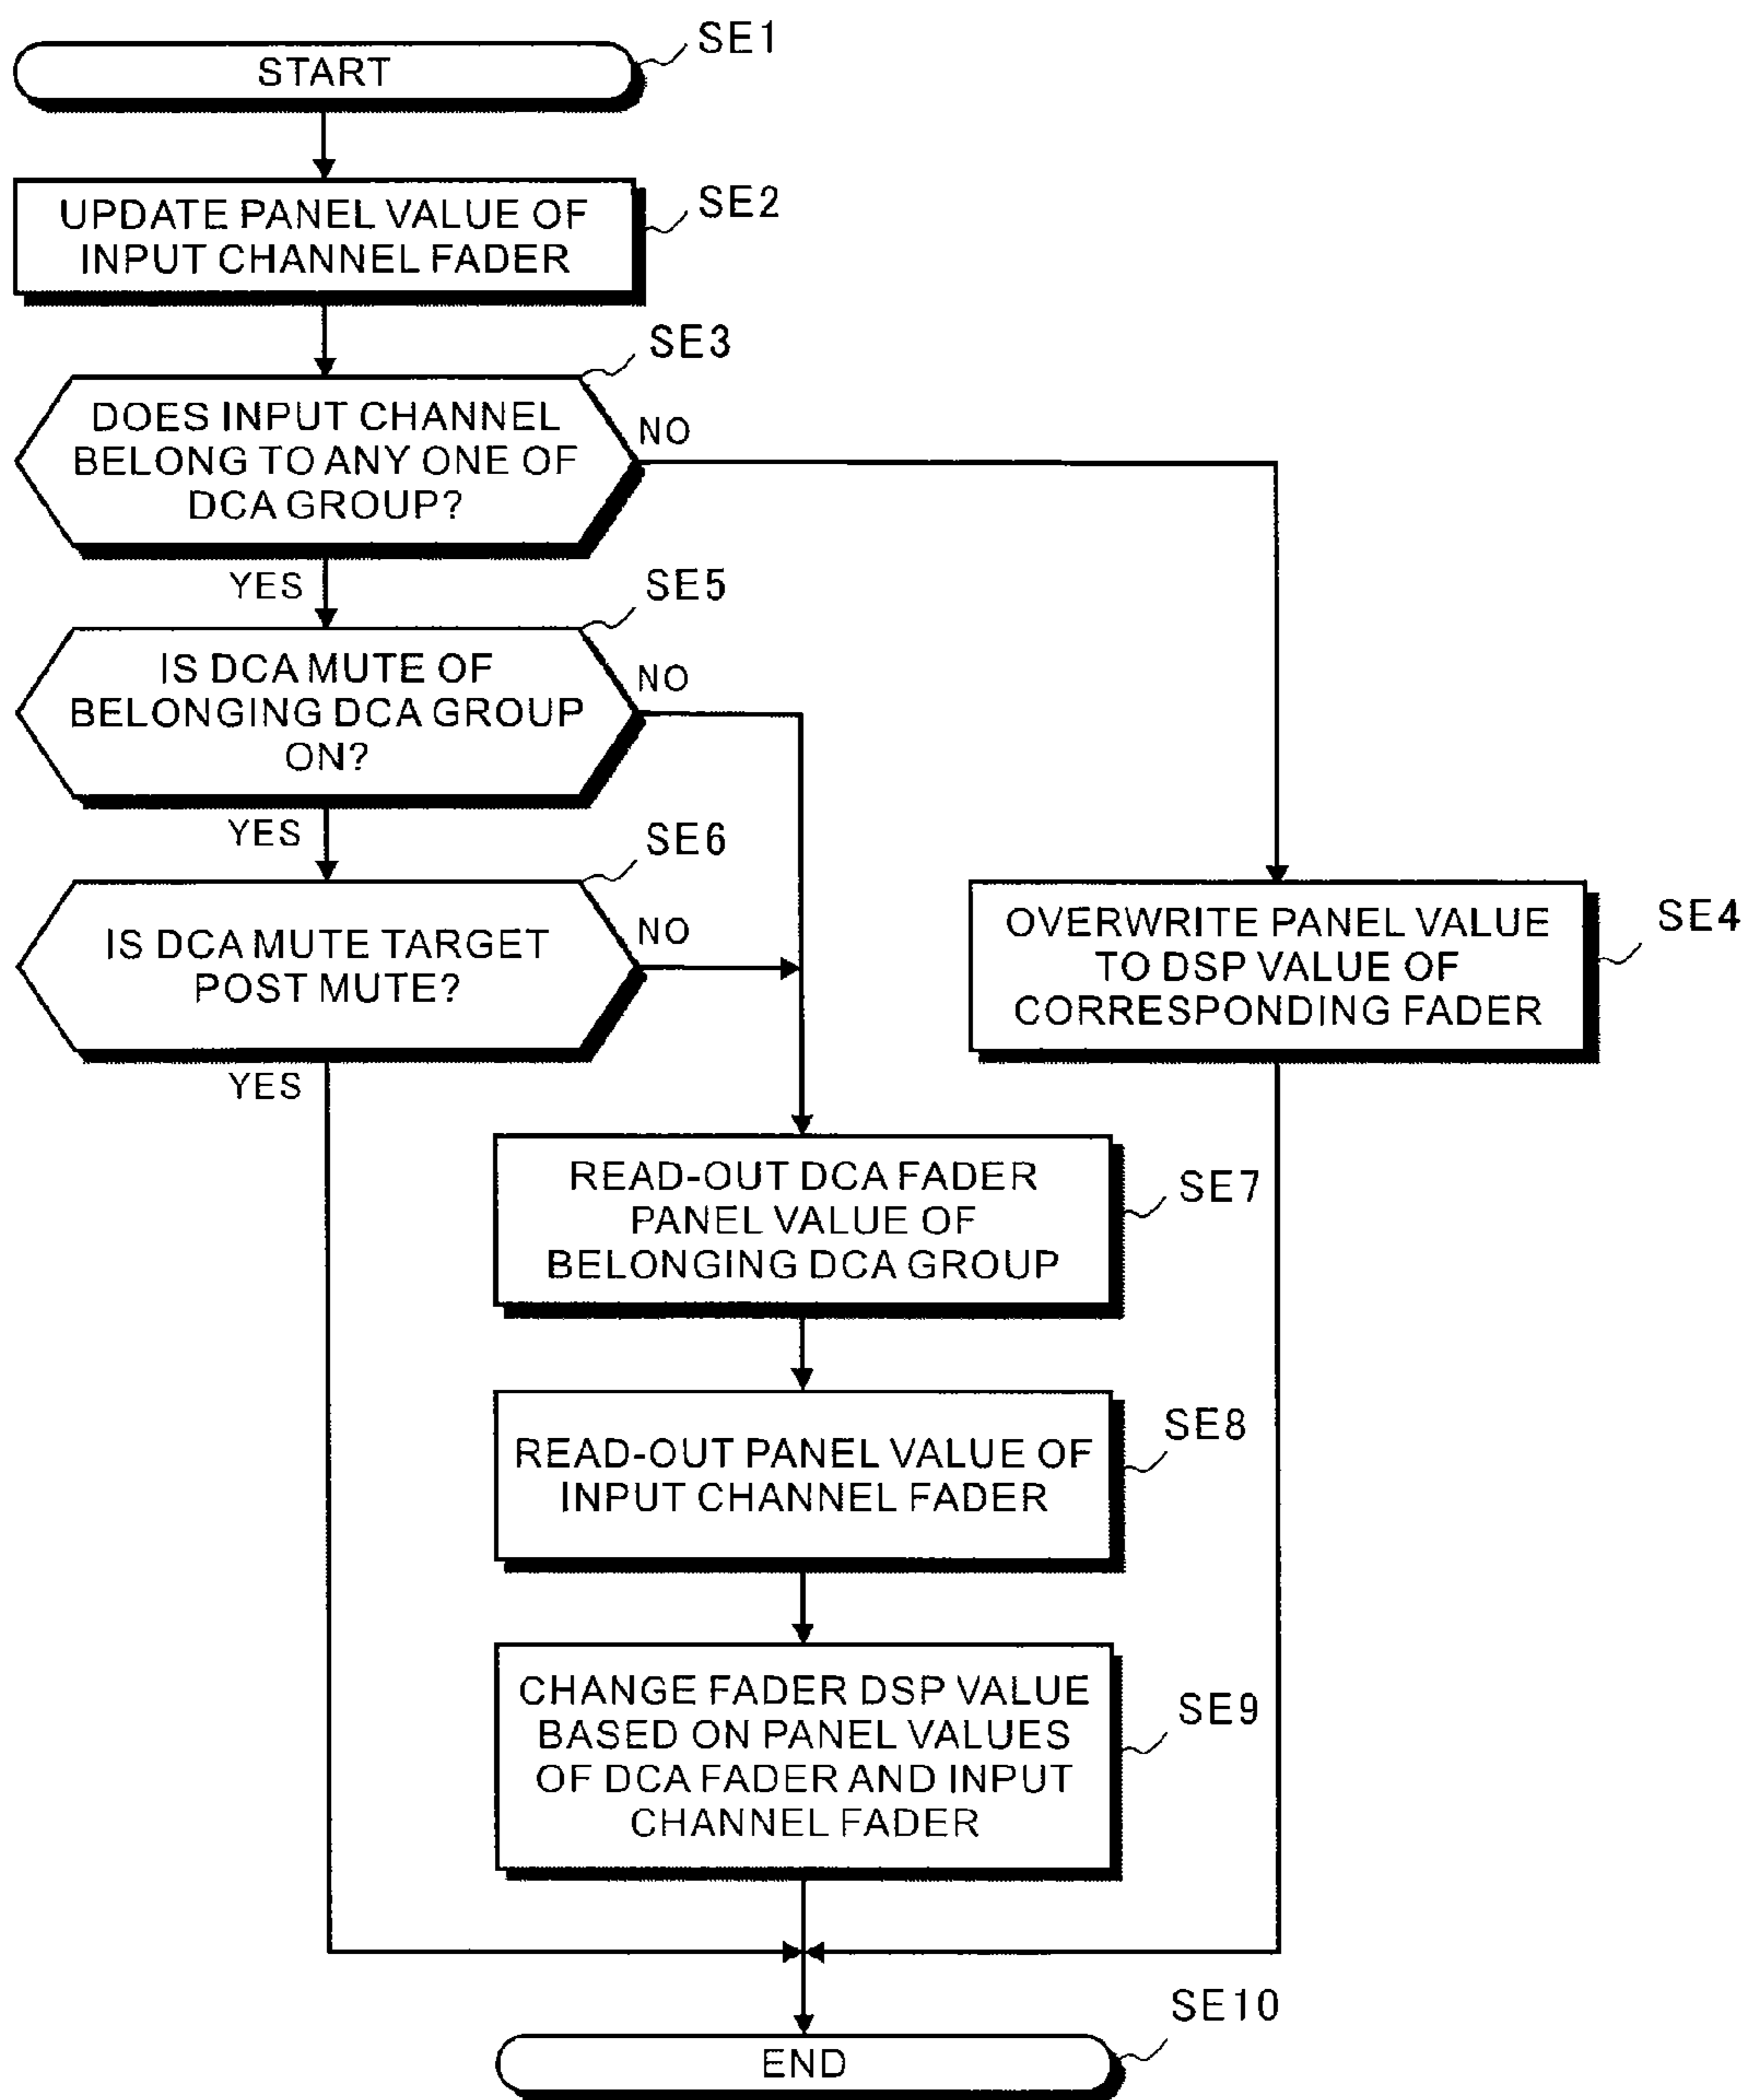 START
SE1
UPDATE PANEL VALUE OF
INPUT CHANNEL FADER
SE2
DOES INPUT CHANNEL
BELONG TO ANY ONE OF
DCA GROUP?
SE3
NO
YES
IS DCA MUTE OF
BELONGING DCA GROUP
ON?
SE5
NO
YES
IS DCA MUTE TARGET
POST MUTE?
SE6
NO
YES
OVERWRITE PANEL VALUE
TO DSP VALUE OF
CORRESPONDING FADER
SE4
READ-OUT DCA FADER
PANEL VALUE OF
BELONGING DCA GROUP
SE7
READ-OUT PANEL VALUE OF
INPUT CHANNEL FADER
SE8
CHANGE FADER DSP VALUE
BASED ON PANEL VALUES
OF DCA FADER AND INPUT
CHANNEL FADER
SE9
END
SE10